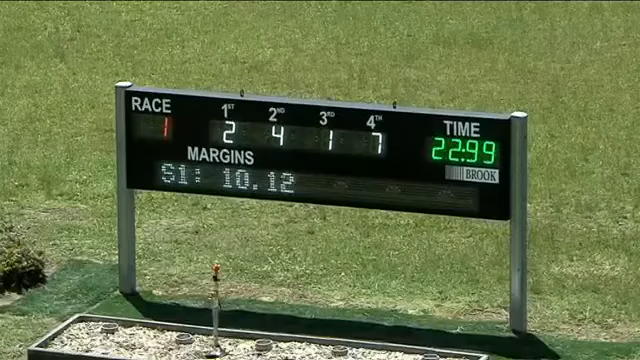 RACE 1ST 2ND 3RD 4TH TIME
1 2 4 1 7 22:99
MARGINS BROOK
S1: 10.12